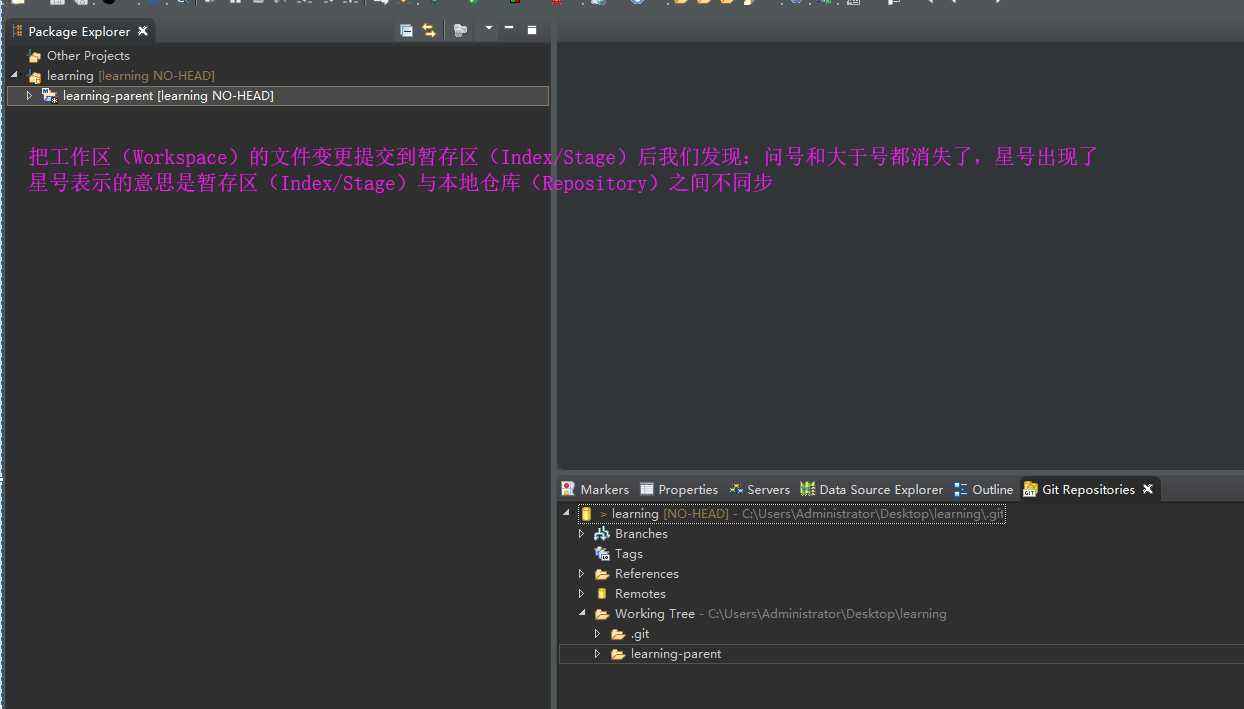 Package Explorer
Other Projects
learning [learning NO-HEAD]
learning-parent [learning NO-HEAD]
把工作区（Workspace）的文件变更提交到暂存区（Index/Stage）后我们发现：问号和大于号都消失了，星号出现了
星号表示的意思是暂存区（Index/Stage）与本地仓库（Repository）之间不同步
Markers Properties Servers Data Source Explorer Outline Git Repositories
> learning [NO-HEAD] - C:\Users\Administrator\Desktop\learning\.git
Branches
Tags
References
Remotes
Working Tree - C:\Users\Administrator\Desktop\learning
.git
learning-parent